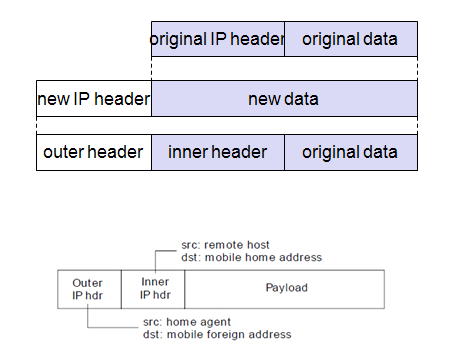 original IP header original data
new IP header new data
outer header inner header original data
src: remote host
dst: mobile home address
Outer IP hdr Inner IP hdr Payload
src: home agent
dst: mobile foreign address